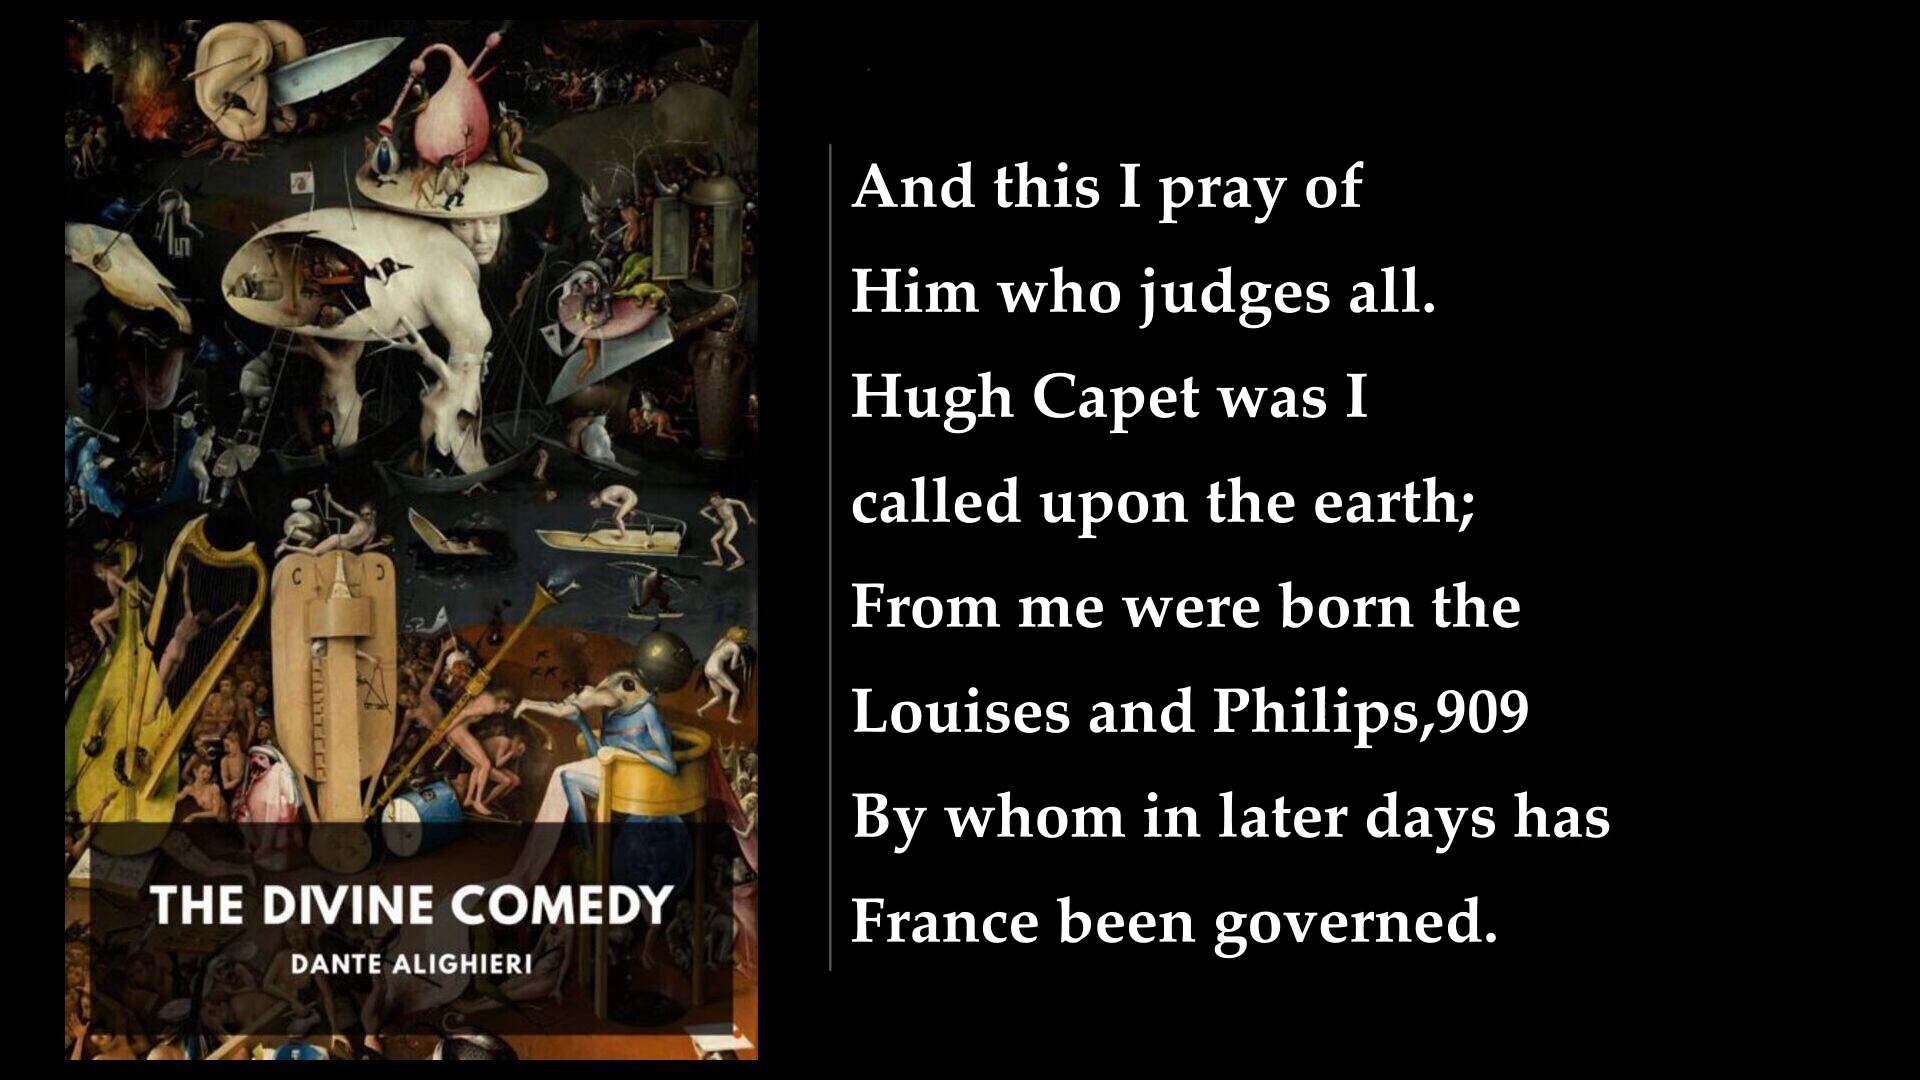 THE DIVINE COMEDY
DANTE ALIGHIERI
And this I pray of
Him who judges all.
Hugh Capet was I
called upon the earth;
From me were born the
Louises and Philips,909
By whom in later days has
France been governed.